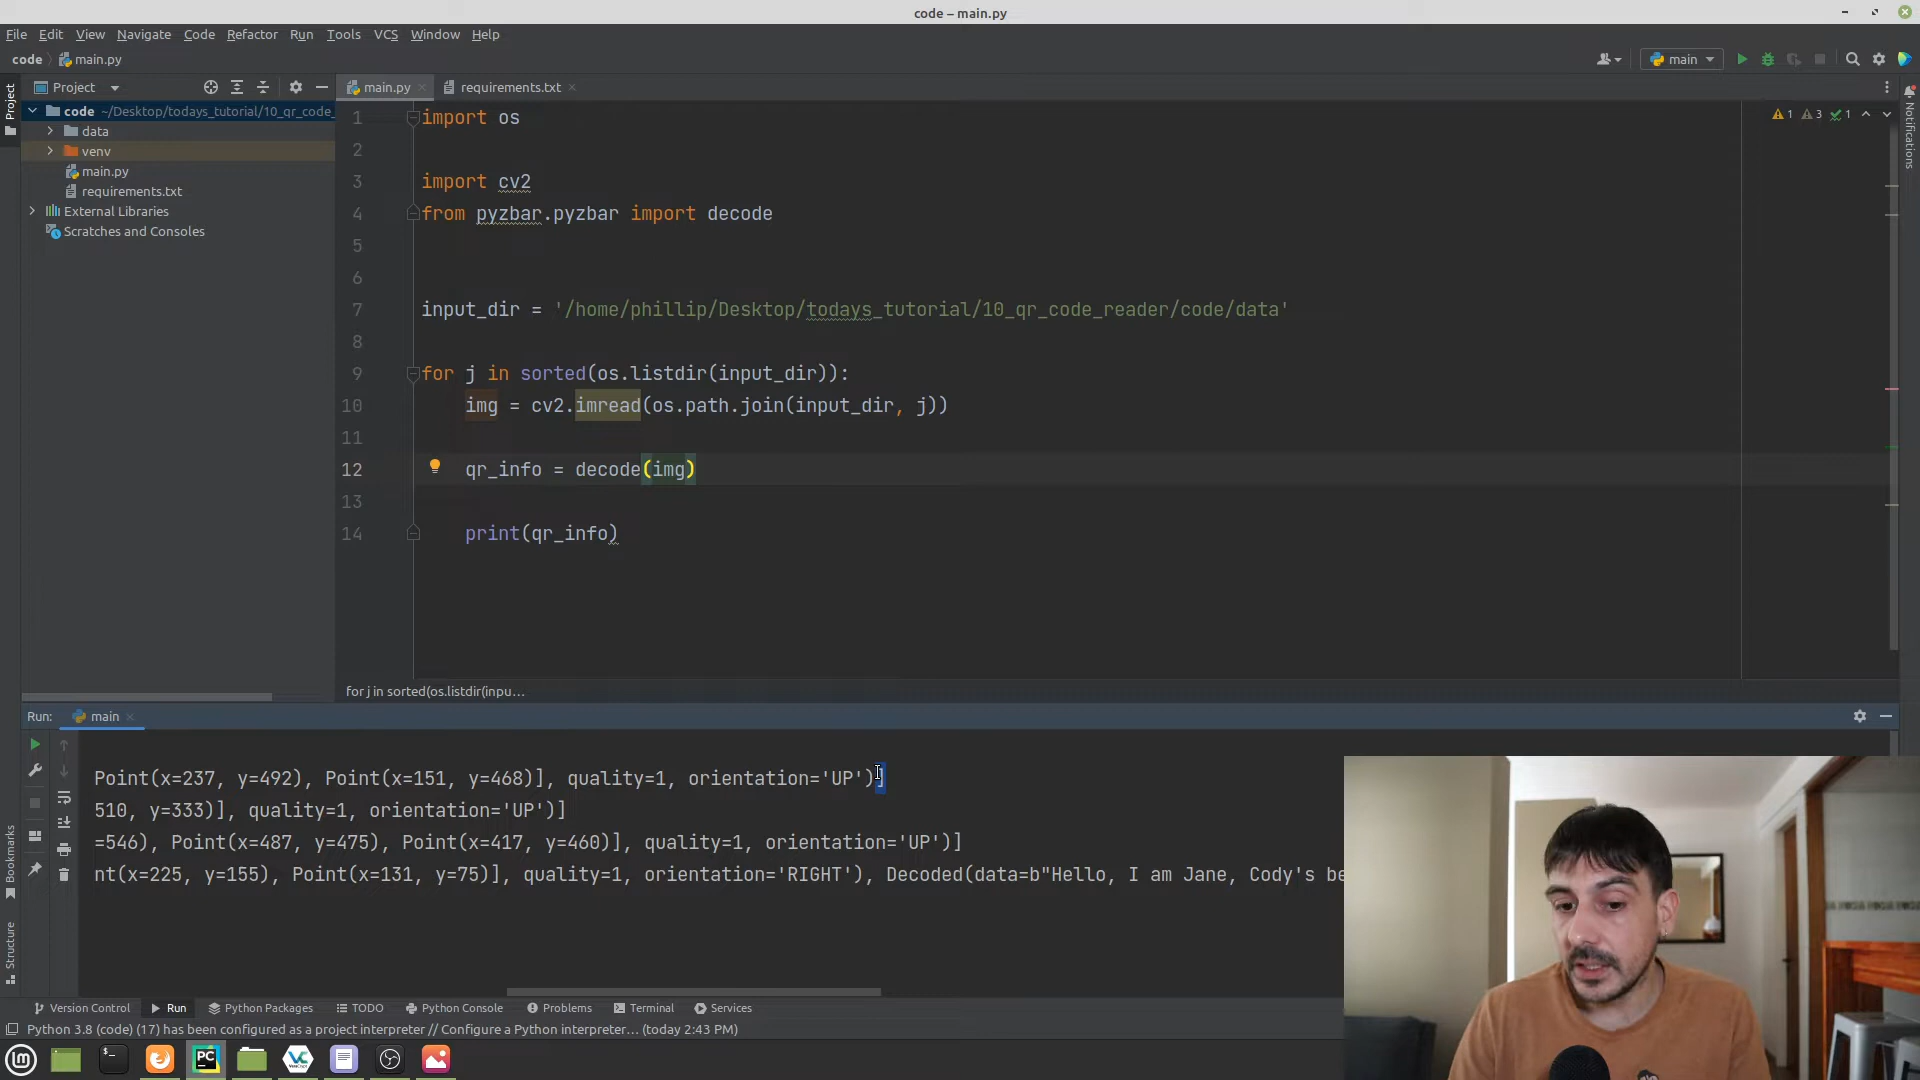 code – main.py
File Edit View Navigate Code Refactor Run Tools VCS Window Help
code main.py
main
Project
main.py
requirements.txt
code ~/Desktop/todays_tutorial/10_qr_code_
data
venv
main.py
requirements.txt
External Libraries
Scratches and Consoles
Project
Bookmarks
Structure
Notifications
1 3 1
1 import os
2
3 import cv2
4 from pyzbar.pyzbar import decode
5
6
7 input_dir = '/home/phillip/Desktop/todays_tutorial/10_qr_code_reader/code/data'
8
9 for j in sorted(os.listdir(input_dir)):
10 img = cv2.imread(os.path.join(input_dir, j))
11
12 qr_info = decode(img)
13
14 print(qr_info)
for j in sorted(os.listdir(inpu...
Run: main
Point(x=237, y=492), Point(x=151, y=468)], quality=1, orientation='UP')]
510, y=333)], quality=1, orientation='UP')]
=546), Point(x=487, y=475), Point(x=417, y=460)], quality=1, orientation='UP')]
nt(x=225, y=155), Point(x=131, y=75)], quality=1, orientation='RIGHT'), Decoded(data=b"Hello, I am Jane, Cody's be
Version Control Run Python Packages TODO Python Console Problems Terminal Services
Python 3.8 (code) (17) has been configured as a project interpreter // Configure a Python interpreter... (today 2:43 PM)
PC